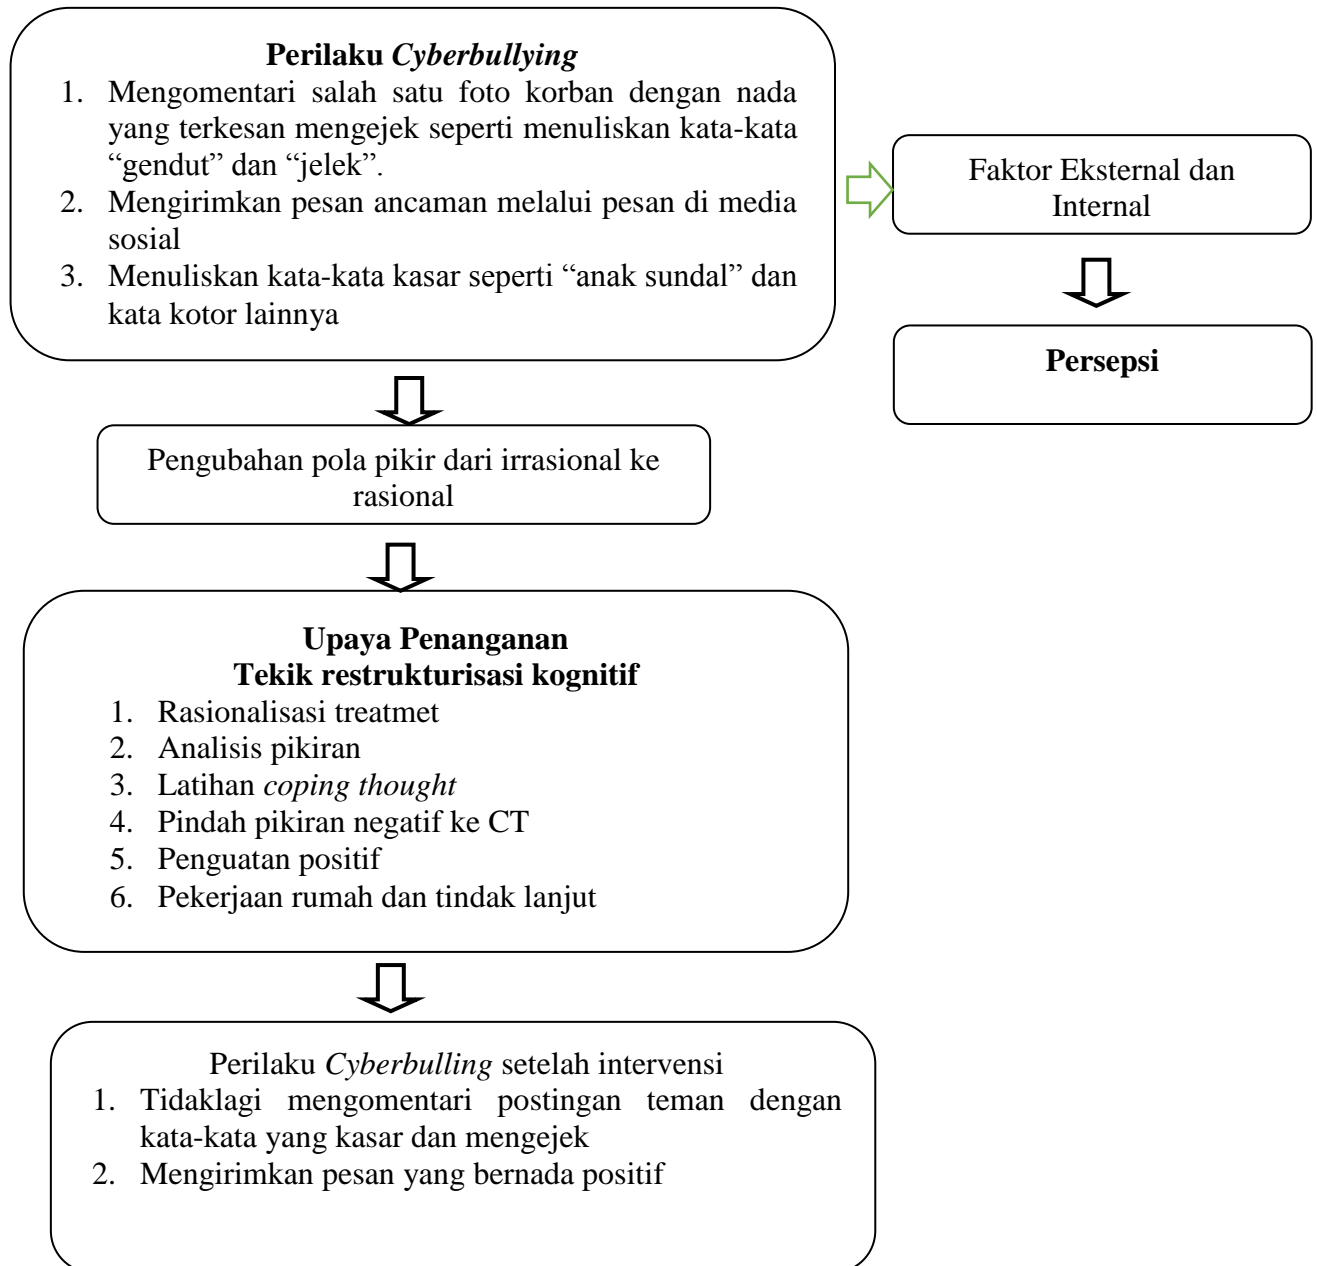 Perilaku Cyberbullying
1. Mengomentari salah satu foto korban dengan nada
yang terkesan mengejek seperti menuliskan kata-kata
“gendut” dan “jelek”.
2. Mengirimkan pesan ancaman melalui pesan di media
sosial
3. Menuliskan kata-kata kasar seperti “anak sundal” dan
kata kotor lainnya
Faktor Eksternal dan
Internal
Persepsi
Pengubahan pola pikir dari irrasional ke
rasional
Upaya Penanganan
Tekik restrukturisasi kognitif
1. Rasionalisasi treatmet
2. Analisis pikiran
3. Latihan coping thought
4. Pindah pikiran negatif ke CT
5. Penguatan positif
6. Pekerjaan rumah dan tindak lanjut
Perilaku Cyberbulling setelah intervensi
1. Tidaklagi mengomentari postingan teman dengan
kata-kata yang kasar dan mengejek
2. Mengirimkan pesan yang bernada positif